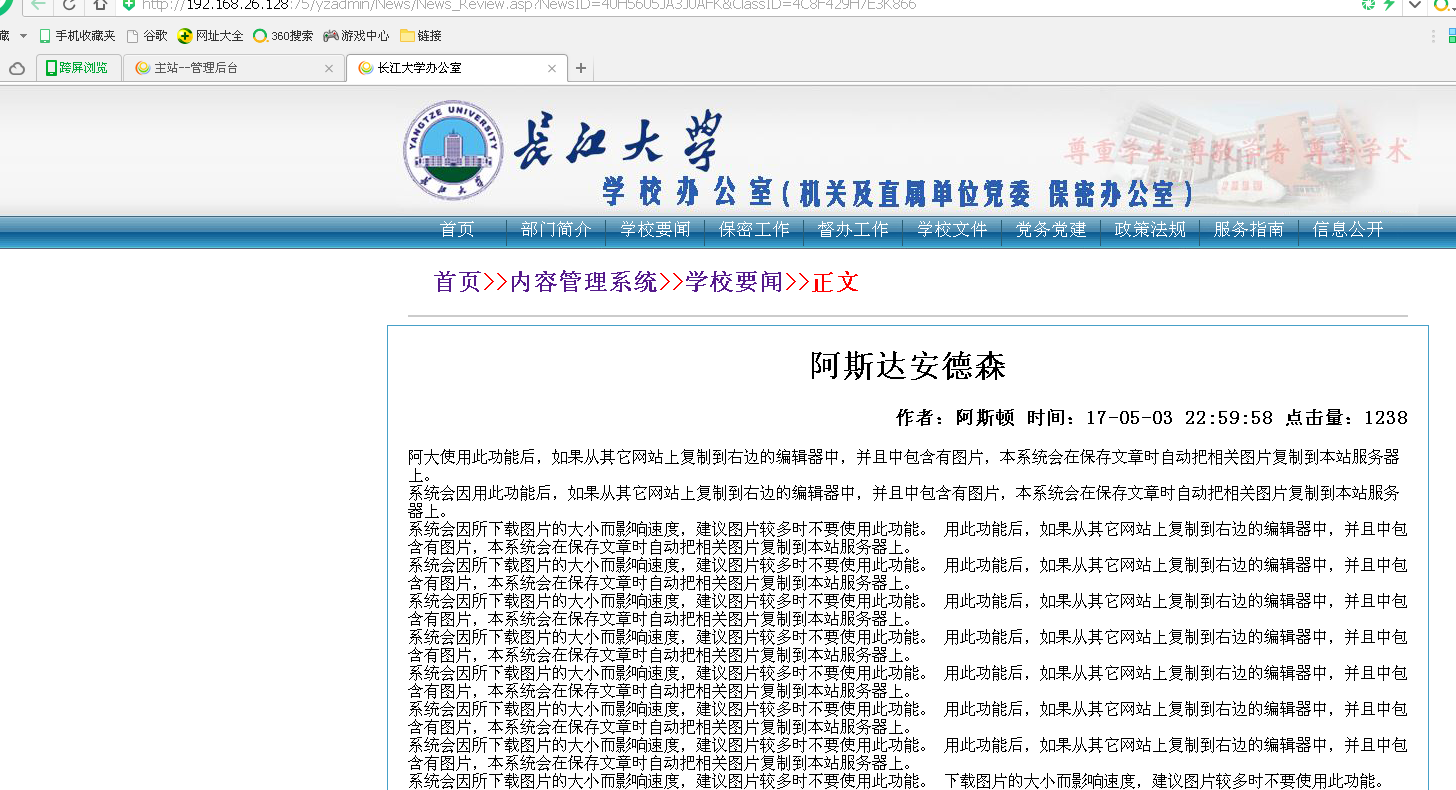 http://192.168.26.128:75/yzadmin/News/News_Review.asp?NewsID=40H5605JA3J0AFK&ClassID=4C8F429H7E3K866
藏 手机收藏夹 谷歌 网址大全 360搜索 游戏中心 链接
跨屏浏览 主站--管理后台 长江大学办公室
YANGTZE UNIVERSITY
长江大学
长江大学
尊重学生 尊敬学者 尊崇学术
学校办公室(机关及直属单位党委 保密办公室)
首页 部门简介 学校要闻 保密工作 督办工作 学校文件 党务党建 政策法规 服务指南 信息公开
首页>>内容管理系统>>学校要闻>>正文
阿斯达安德森
作者：阿斯顿 时间：17-05-03 22:59:58 点击量：1238
阿大使用此功能后，如果从其它网站上复制到右边的编辑器中，并且中包含有图片，本系统会在保存文章时自动把相关图片复制到本站服务器
上。
系统会因用此功能后，如果从其它网站上复制到右边的编辑器中，并且中包含有图片，本系统会在保存文章时自动把相关图片复制到本站服务
器上。
系统会因所下载图片的大小而影响速度，建议图片较多时不要使用此功能。 用此功能后，如果从其它网站上复制到右边的编辑器中，并且中包
含有图片，本系统会在保存文章时自动把相关图片复制到本站服务器上。
系统会因所下载图片的大小而影响速度，建议图片较多时不要使用此功能。 用此功能后，如果从其它网站上复制到右边的编辑器中，并且中包
含有图片，本系统会在保存文章时自动把相关图片复制到本站服务器上。
系统会因所下载图片的大小而影响速度，建议图片较多时不要使用此功能。 用此功能后，如果从其它网站上复制到右边的编辑器中，并且中包
含有图片，本系统会在保存文章时自动把相关图片复制到本站服务器上。
系统会因所下载图片的大小而影响速度，建议图片较多时不要使用此功能。 用此功能后，如果从其它网站上复制到右边的编辑器中，并且中包
含有图片，本系统会在保存文章时自动把相关图片复制到本站服务器上。
系统会因所下载图片的大小而影响速度，建议图片较多时不要使用此功能。 用此功能后，如果从其它网站上复制到右边的编辑器中，并且中包
含有图片，本系统会在保存文章时自动把相关图片复制到本站服务器上。
系统会因所下载图片的大小而影响速度，建议图片较多时不要使用此功能。 用此功能后，如果从其它网站上复制到右边的编辑器中，并且中包
含有图片，本系统会在保存文章时自动把相关图片复制到本站服务器上。
系统会因所下载图片的大小而影响速度，建议图片较多时不要使用此功能。 用此功能后，如果从其它网站上复制到右边的编辑器中，并且中包
含有图片，本系统会在保存文章时自动把相关图片复制到本站服务器上。
系统会因所下载图片的大小而影响速度，建议图片较多时不要使用此功能。 下载图片的大小而影响速度，建议图片较多时不要使用此功能。